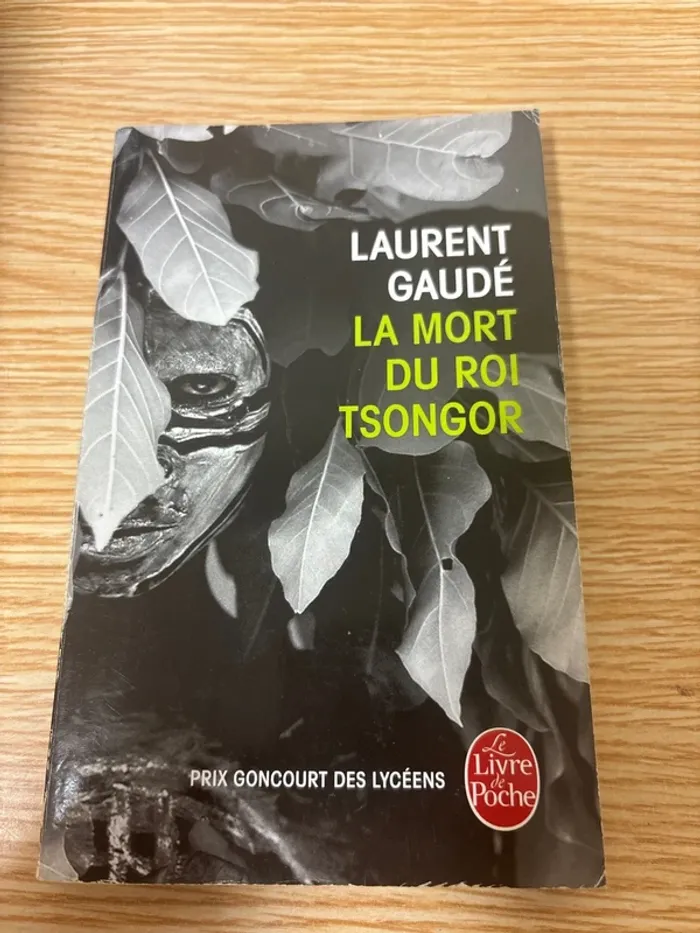 LAURENT
GAUDÉ
LA MORT
DU ROI
TSONGOR
PRIX GONCOURT DES LYCÉENS
Le
Livre
de
Poche